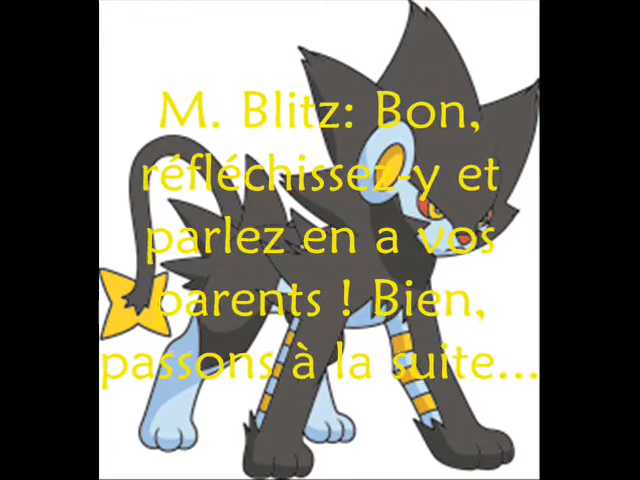 M. Blitz: Bon,
réfléchissez-y et
parlez en a vos
parents ! Bien,
passons à la suite...